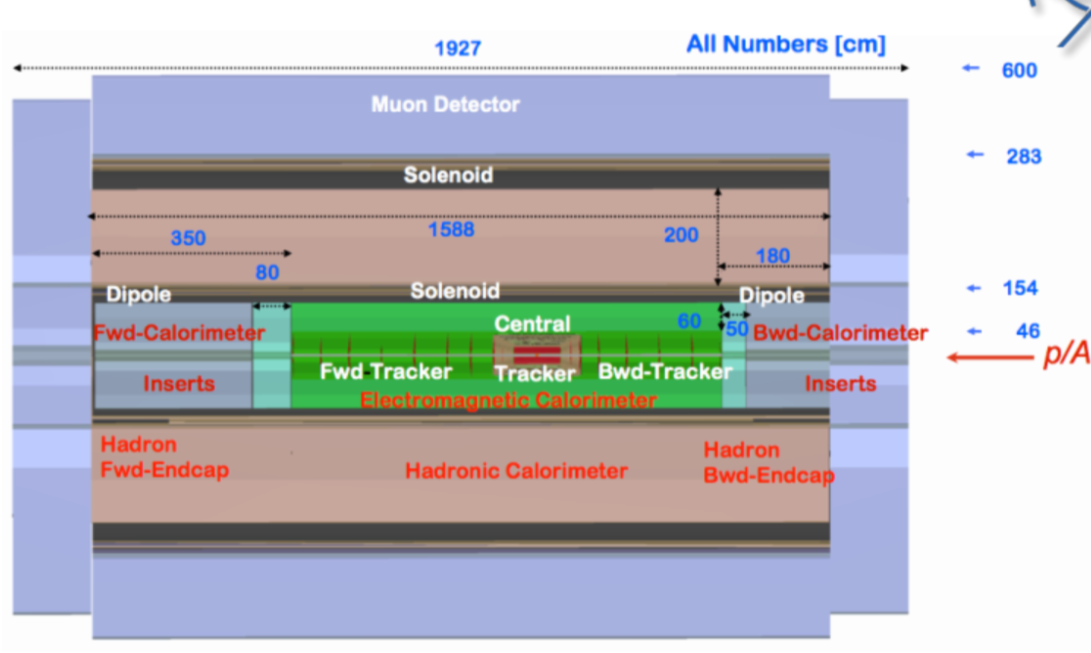 1927
All Numbers [cm]
600
Muon Detector
283
Solenoid
1588
350
200
180
80
Dipole
Solenoid
Dipole
154
Fwd-Calorimeter
Central
60
50
Bwd-Calorimeter
46
p/A
Fwd-Tracker
Tracker
Bwd-Tracker
Inserts
Inserts
Electromagnetic Calorimeter
Hadron
Fwd-Endcap
Hadronic Calorimeter
Hadron
Bwd-Endcap